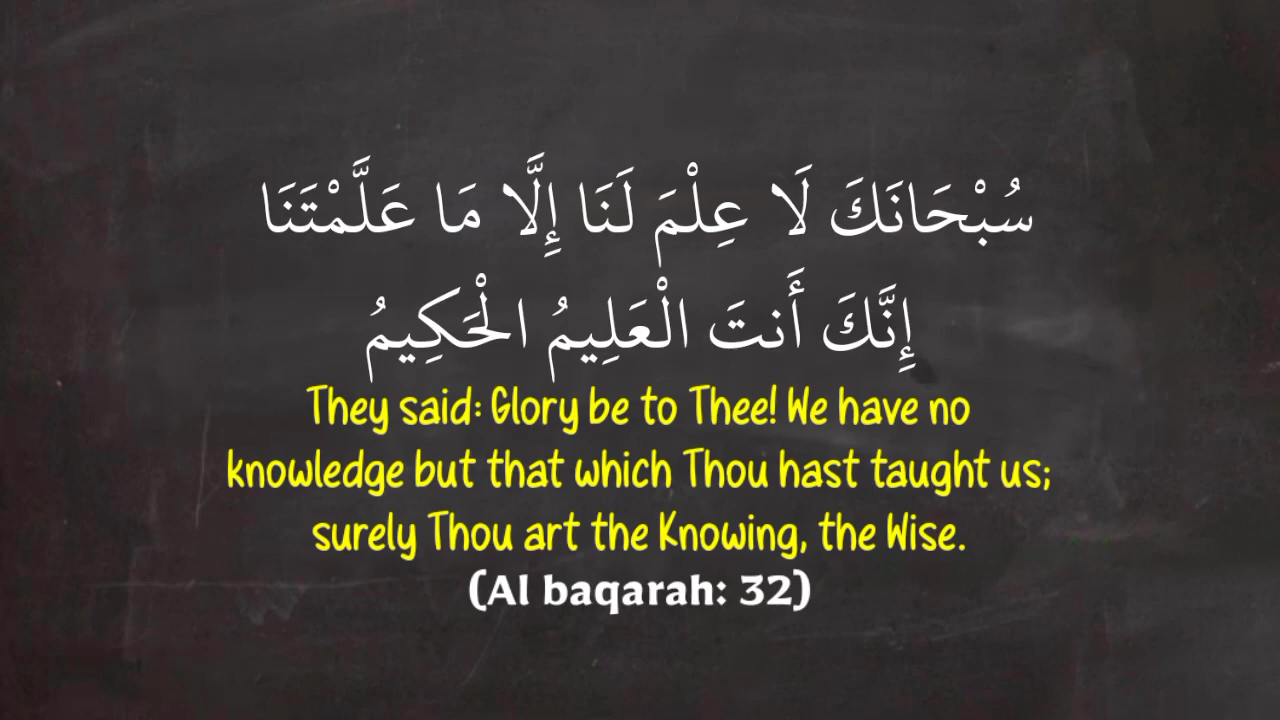 سُبْحَانَكَ لَا عِلْمَ لَنَا إِلَّا مَا عَلَّمْتَنَا
إِنَّكَ أَنتَ الْعَلِيمُ الْحَكِيمُ
They said: Glory be to Thee! We have no
knowledge but that which Thou hast taught us;
surely Thou art the Knowing, the Wise.
(Al baqarah: 32)